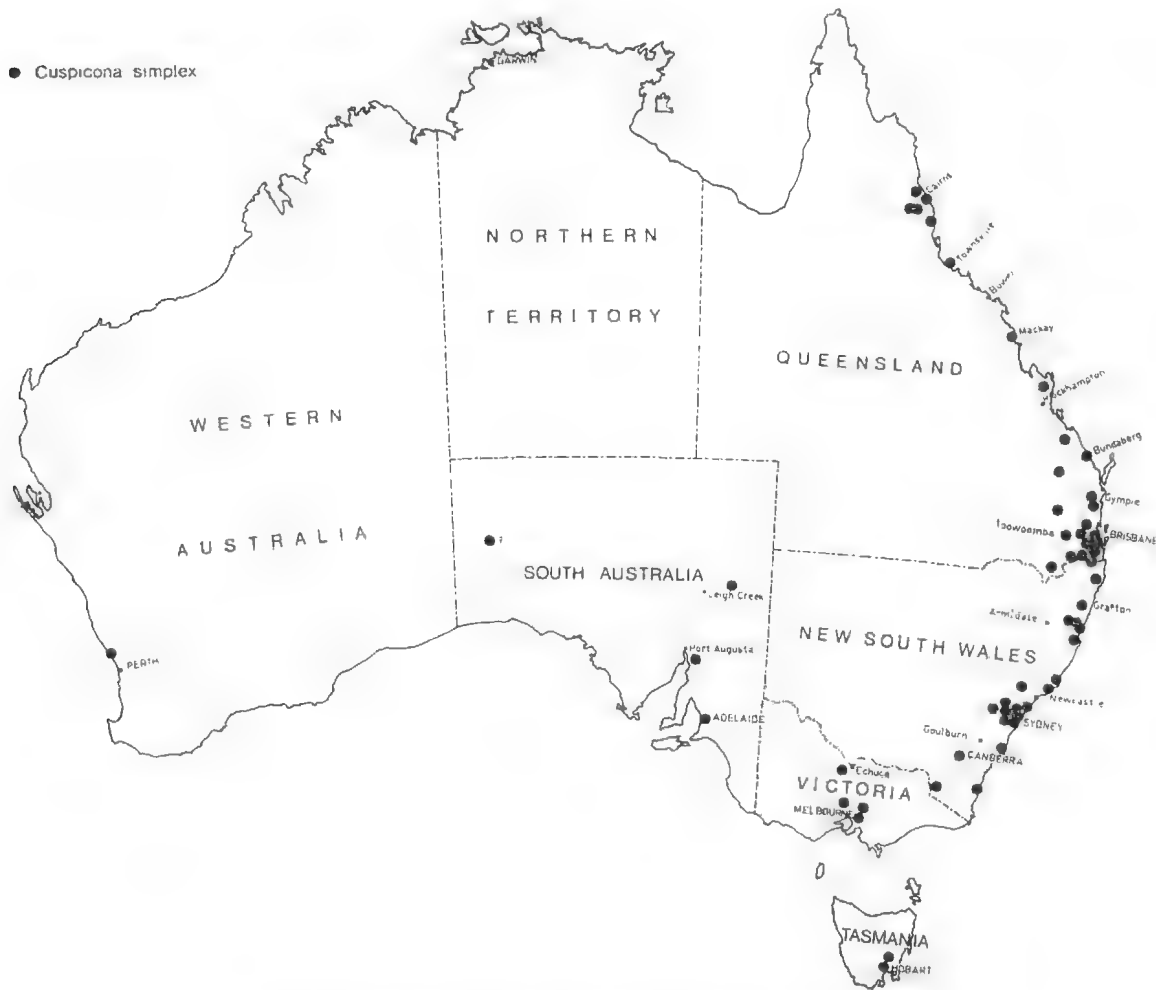 DARWIN
Cuspicona simplex
Cairns
NORTHERN
Townsville
TERRITORY
Mackay
QUEENSLAND
Rockhampton
WESTERN
Bundaberg
Gympie
Toowoomba
BRISBANE
AUSTRALIA
?
SOUTH AUSTRALIA
Leigh Creek
Grafton
Armidale
NEW SOUTH WALES
Port Augusta
PERTH
Newcastle
ADELAIDE
SYDNEY
Goulburn
CANBERRA
Echuca
VICTORIA
MELBOURNE
TASMANIA
HOBART